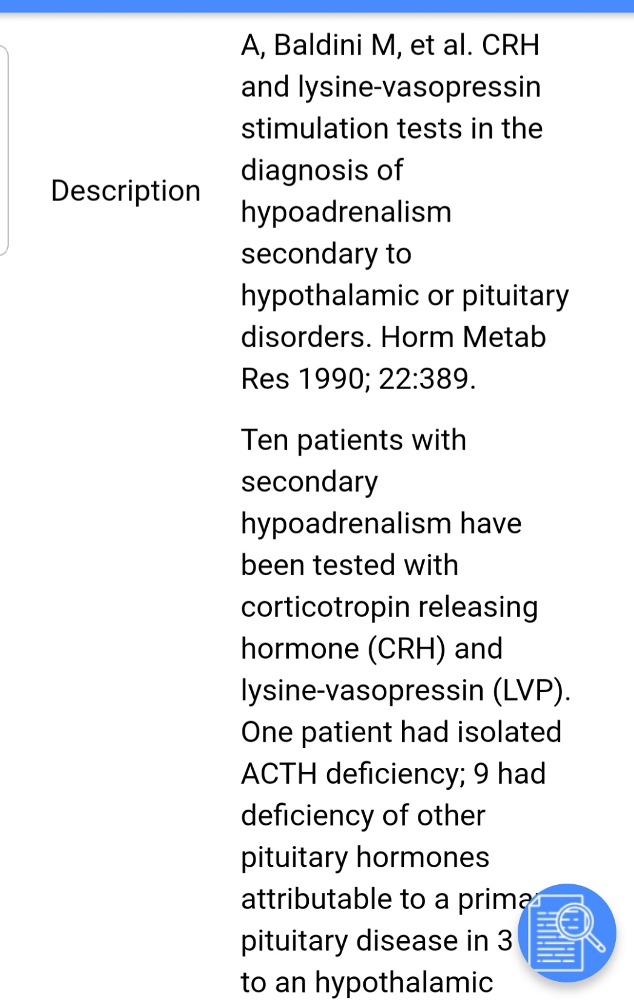 Description
A, Baldini M, et al. CRH
and lysine-vasopressin
stimulation tests in the
diagnosis of
hypoadrenalism
secondary to
hypothalamic or pituitary
disorders. Horm Metab
Res 1990; 22:389.
Ten patients with
secondary
hypoadrenalism have
been tested with
corticotropin releasing
hormone (CRH) and
lysine-vasopressin (LVP).
One patient had isolated
ACTH deficiency; 9 had
deficiency of other
pituitary hormones
attributable to a
pituitary disease in 3
to an hypothalamic